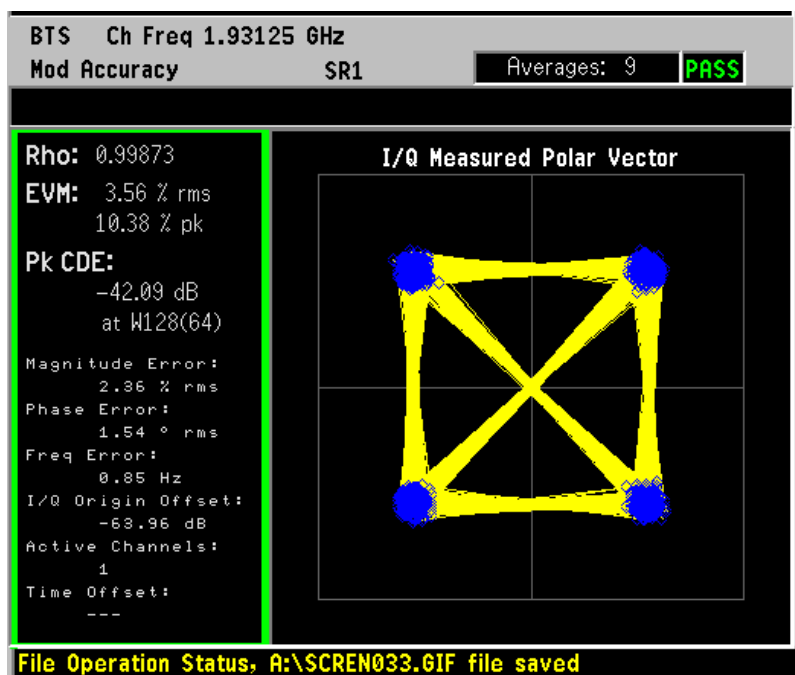 BTS Ch Freq 1.93125 GHz
Mod Accuracy SR1 Averages: 9 PASS
Rho: 0.99873
EVM: 3.56 % rms
10.38 % pk
Pk CDE:
-42.09 dB
at W128(64)
Magnitude Error:
2.36 % rms
Phase Error:
1.54 ° rms
Freq Error:
0.85 Hz
I/Q Origin Offset:
-63.96 dB
Active Channels:
1
Time Offset:
---
I/Q Measured Polar Vector
File Operation Status, A:\SCREN033.GIF file saved